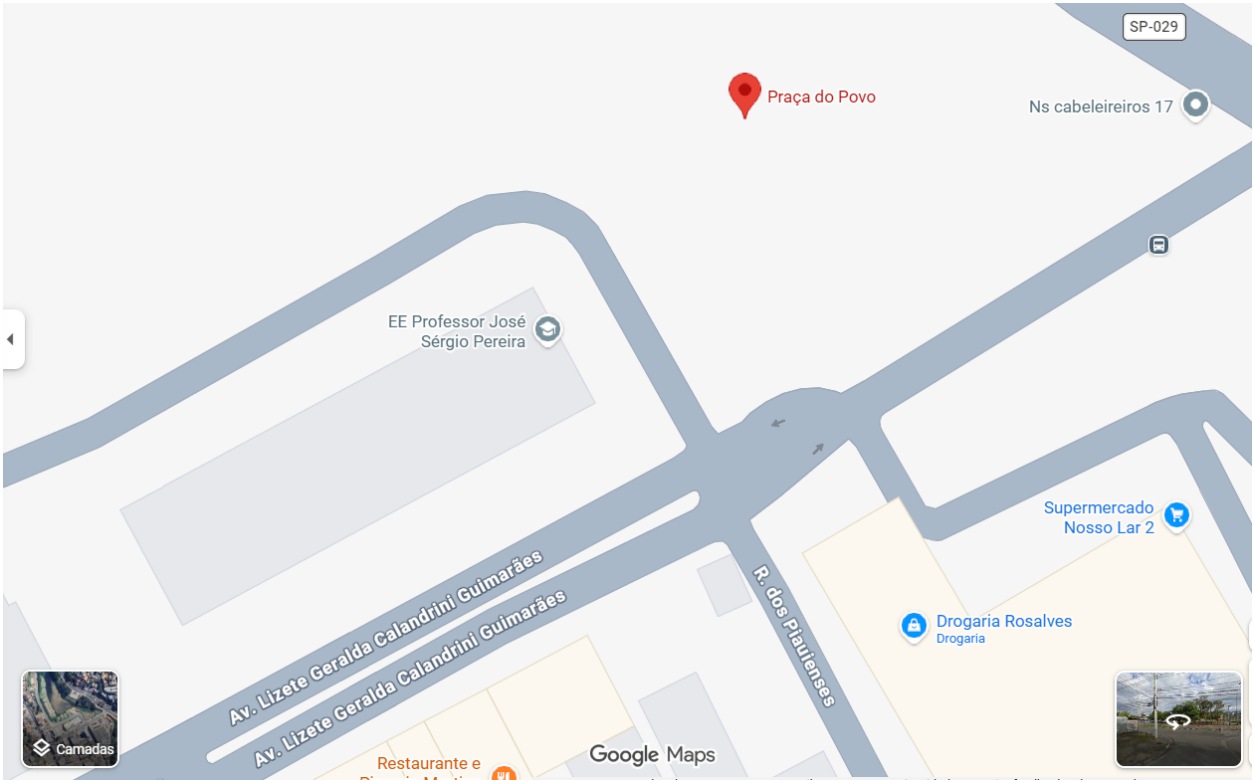 SP-029
Praça do Povo
Ns cabeleireiros 17
EE Professor José
Sérgio Pereira
Supermercado
Nosso Lar 2
Av. Lizete Geralda Calandrini Guimarães
Av. Lizete Geralda Calandrini Guimarães
R. dos Piauienses
Drogaria Rosalves
Drogaria
Camadas
Google Maps
Restaurante e